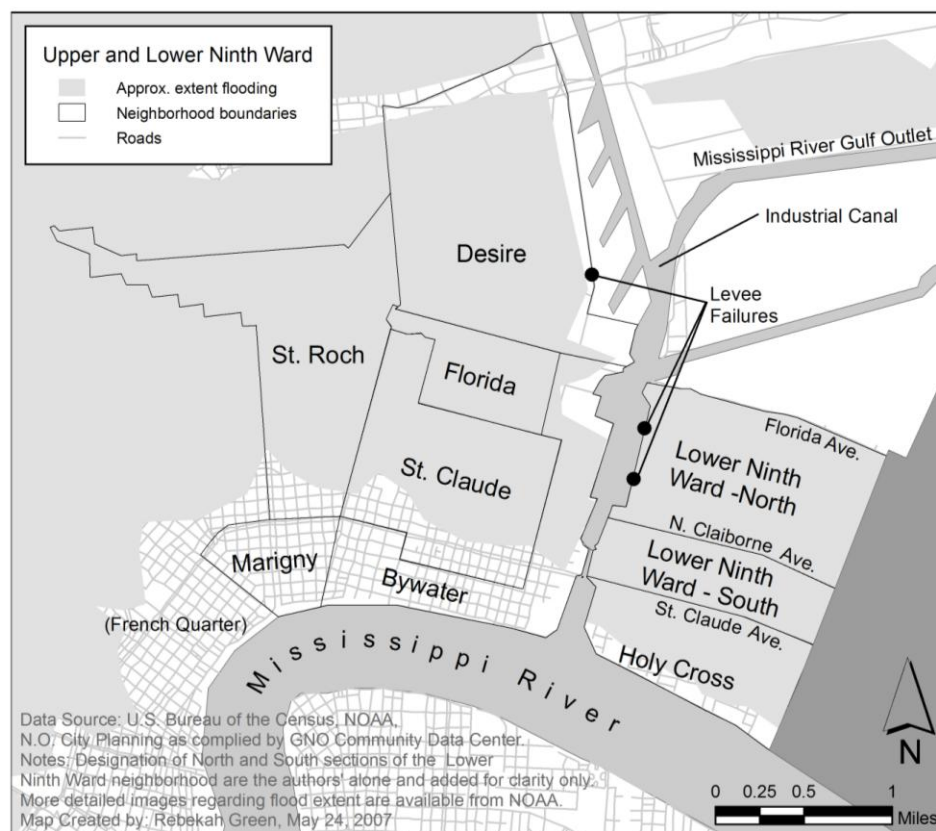 Upper and Lower Ninth Ward
Approx. extent flooding
Neighborhood boundaries
Roads
Mississippi River Gulf Outlet
Industrial Canal
Levee
Failures
Desire
St. Roch
Florida
St. Claude
Florida Ave.
Lower Ninth
Ward -North
N. Claiborne Ave.
Lower Ninth
Ward - South
St. Claude Ave.
Holy Cross
Marigny
Bywater
(French Quarter)
Mississippi River
Data Source: U.S. Bureau of the Census, NOAA,
N.O. City Planning as complied by GNO Community Data Center.
Notes: Designation of North and South sections of the Lower
Ninth Ward neighborhood are the authors' alone and added for clarity only.
More detailed images regarding flood extent are available from NOAA.
Map Created by: Rebekah Green, May 24, 2007
N
0 0.25 0.5 1
Miles